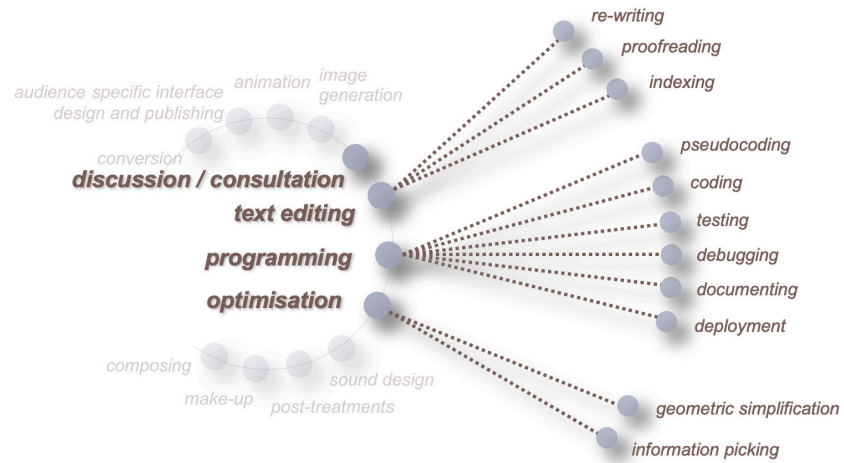 re-writing
proofreading
indexing
animation
image
generation
audience specific interface
design and publishing
conversion
discussion / consultation
text editing
programming
optimisation
pseudocoding
coding
testing
debugging
documenting
deployment
composing
make-up
post-treatments
sound design
geometric simplification
information picking